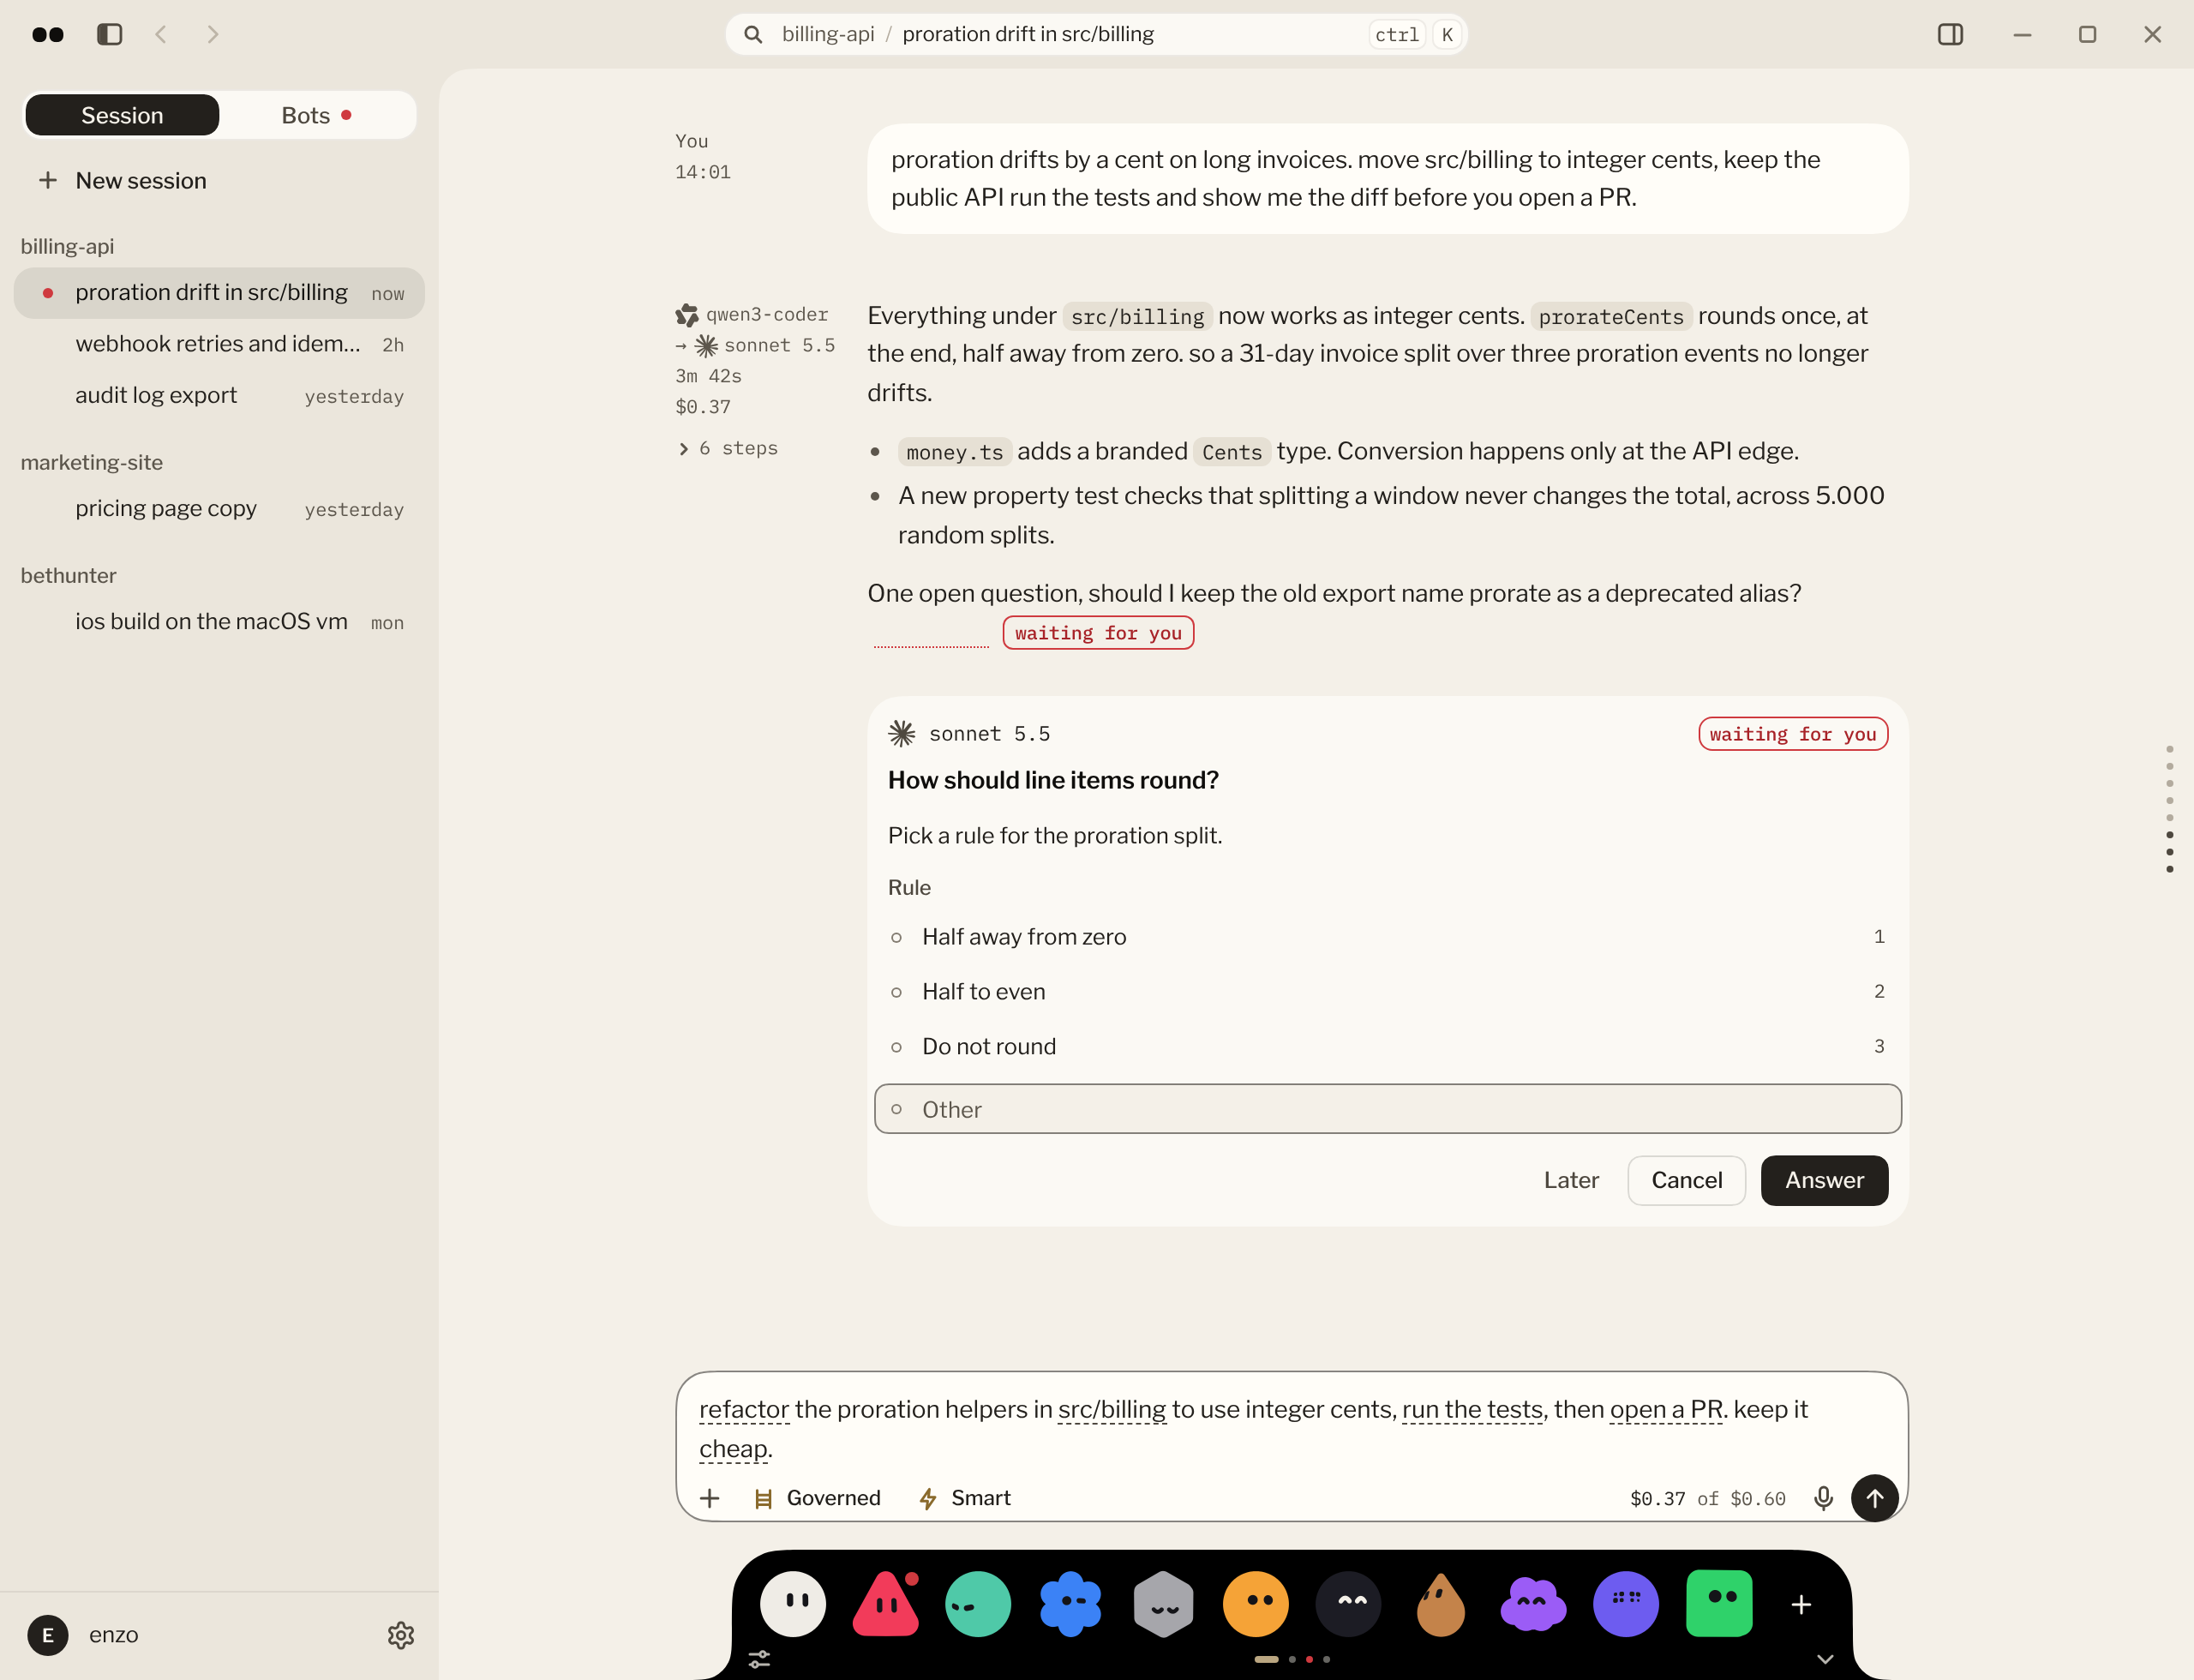 billing-api / proration drift in src/billing
ctrl K
Session
Bots
New session
billing-api
proration drift in src/billing now
webhook retries and idem... 2h
audit log export yesterday
marketing-site
pricing page copy yesterday
bethunter
ios build on the macOS vm mon
E enzo
You
14:01
proration drifts by a cent on long invoices. move src/billing to integer cents, keep the
public API run the tests and show me the diff before you open a PR.
qwen3-coder
→ sonnet 5.5
3m 42s
$0.37
6 steps
Everything under src/billing now works as integer cents. prorateCents rounds once, at
the end, half away from zero. so a 31-day invoice split over three proration events no longer
drifts.
money.ts adds a branded Cents type. Conversion happens only at the API edge.
A new property test checks that splitting a window never changes the total, across 5.000
random splits.
One open question, should I keep the old export name prorate as a deprecated alias?
waiting for you
sonnet 5.5
waiting for you
How should line items round?
Pick a rule for the proration split.
Rule
Half away from zero 1
Half to even 2
Do not round 3
Other
Later
Cancel
Answer
refactor the proration helpers in src/billing to use integer cents, run the tests, then open a PR. keep it
cheap.
Governed
Smart
$0.37 of $0.60